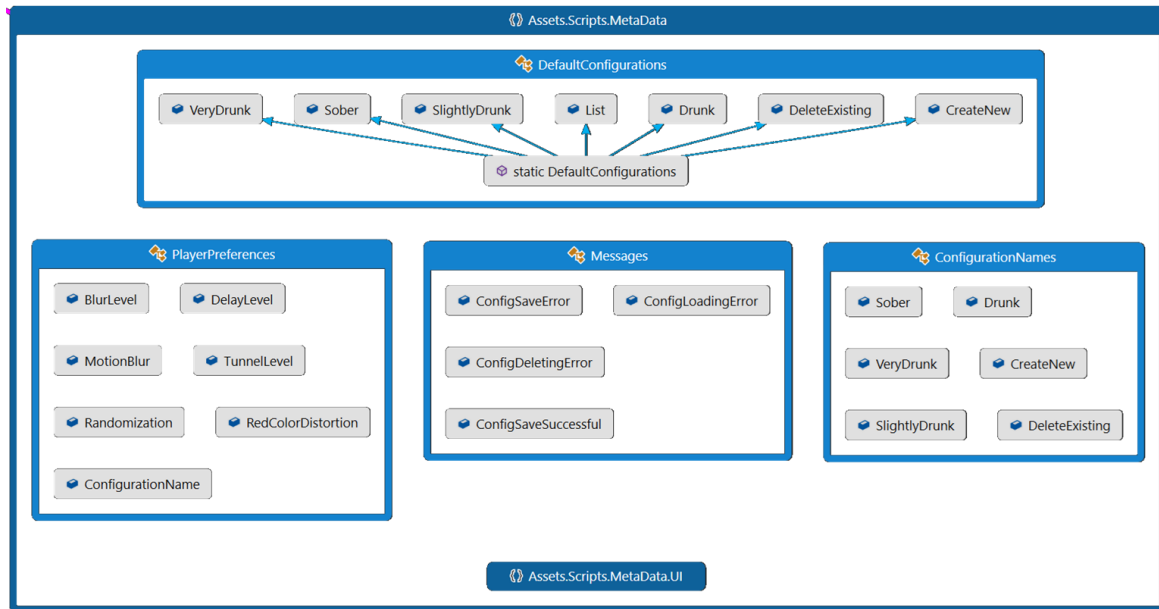 Assets.Scripts.MetaData
DefaultConfigurations
VeryDrunk Sober SlightlyDrunk List Drunk DeleteExisting CreateNew
static DefaultConfigurations
PlayerPreferences
BlurLevel DelayLevel
MotionBlur TunnelLevel
Randomization RedColorDistortion
ConfigurationName
Messages
ConfigSaveError ConfigLoadingError
ConfigDeletingError
ConfigSaveSuccessful
ConfigurationNames
Sober Drunk
VeryDrunk CreateNew
SlightlyDrunk DeleteExisting
Assets.Scripts.MetaData.UI